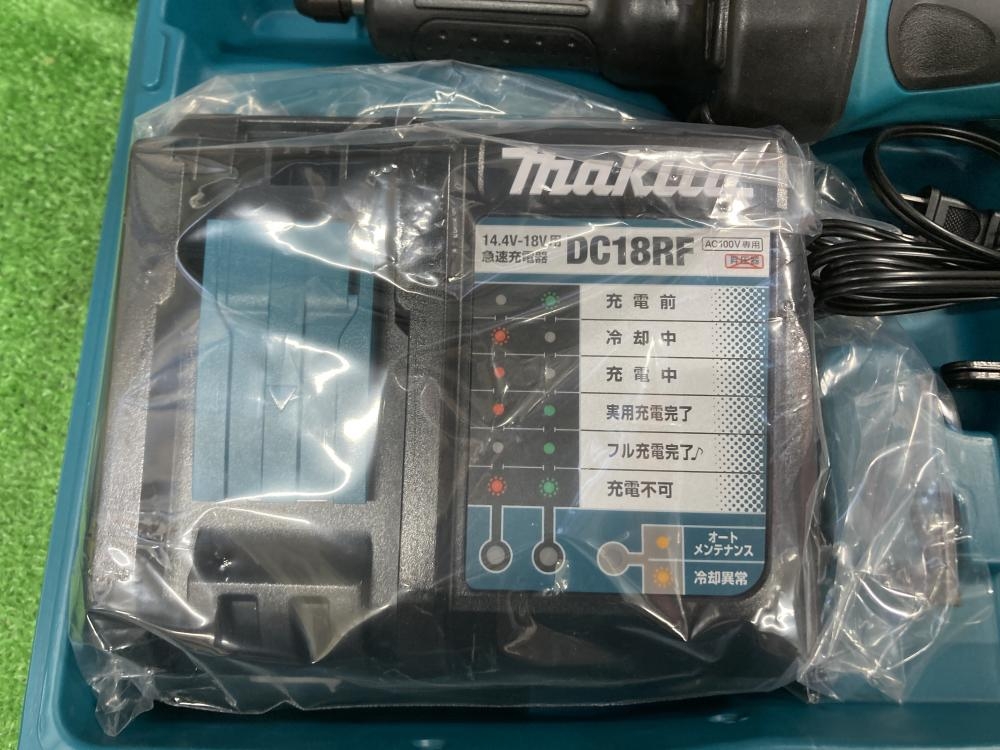 makita
14.4V-18V用
急速充電器
DC18RF
AC100V専用
昇圧器
充電前
冷却中
充電中
実用充電完了
フル充電完了♪
充電不可
オート
メンテナンス
冷却異常